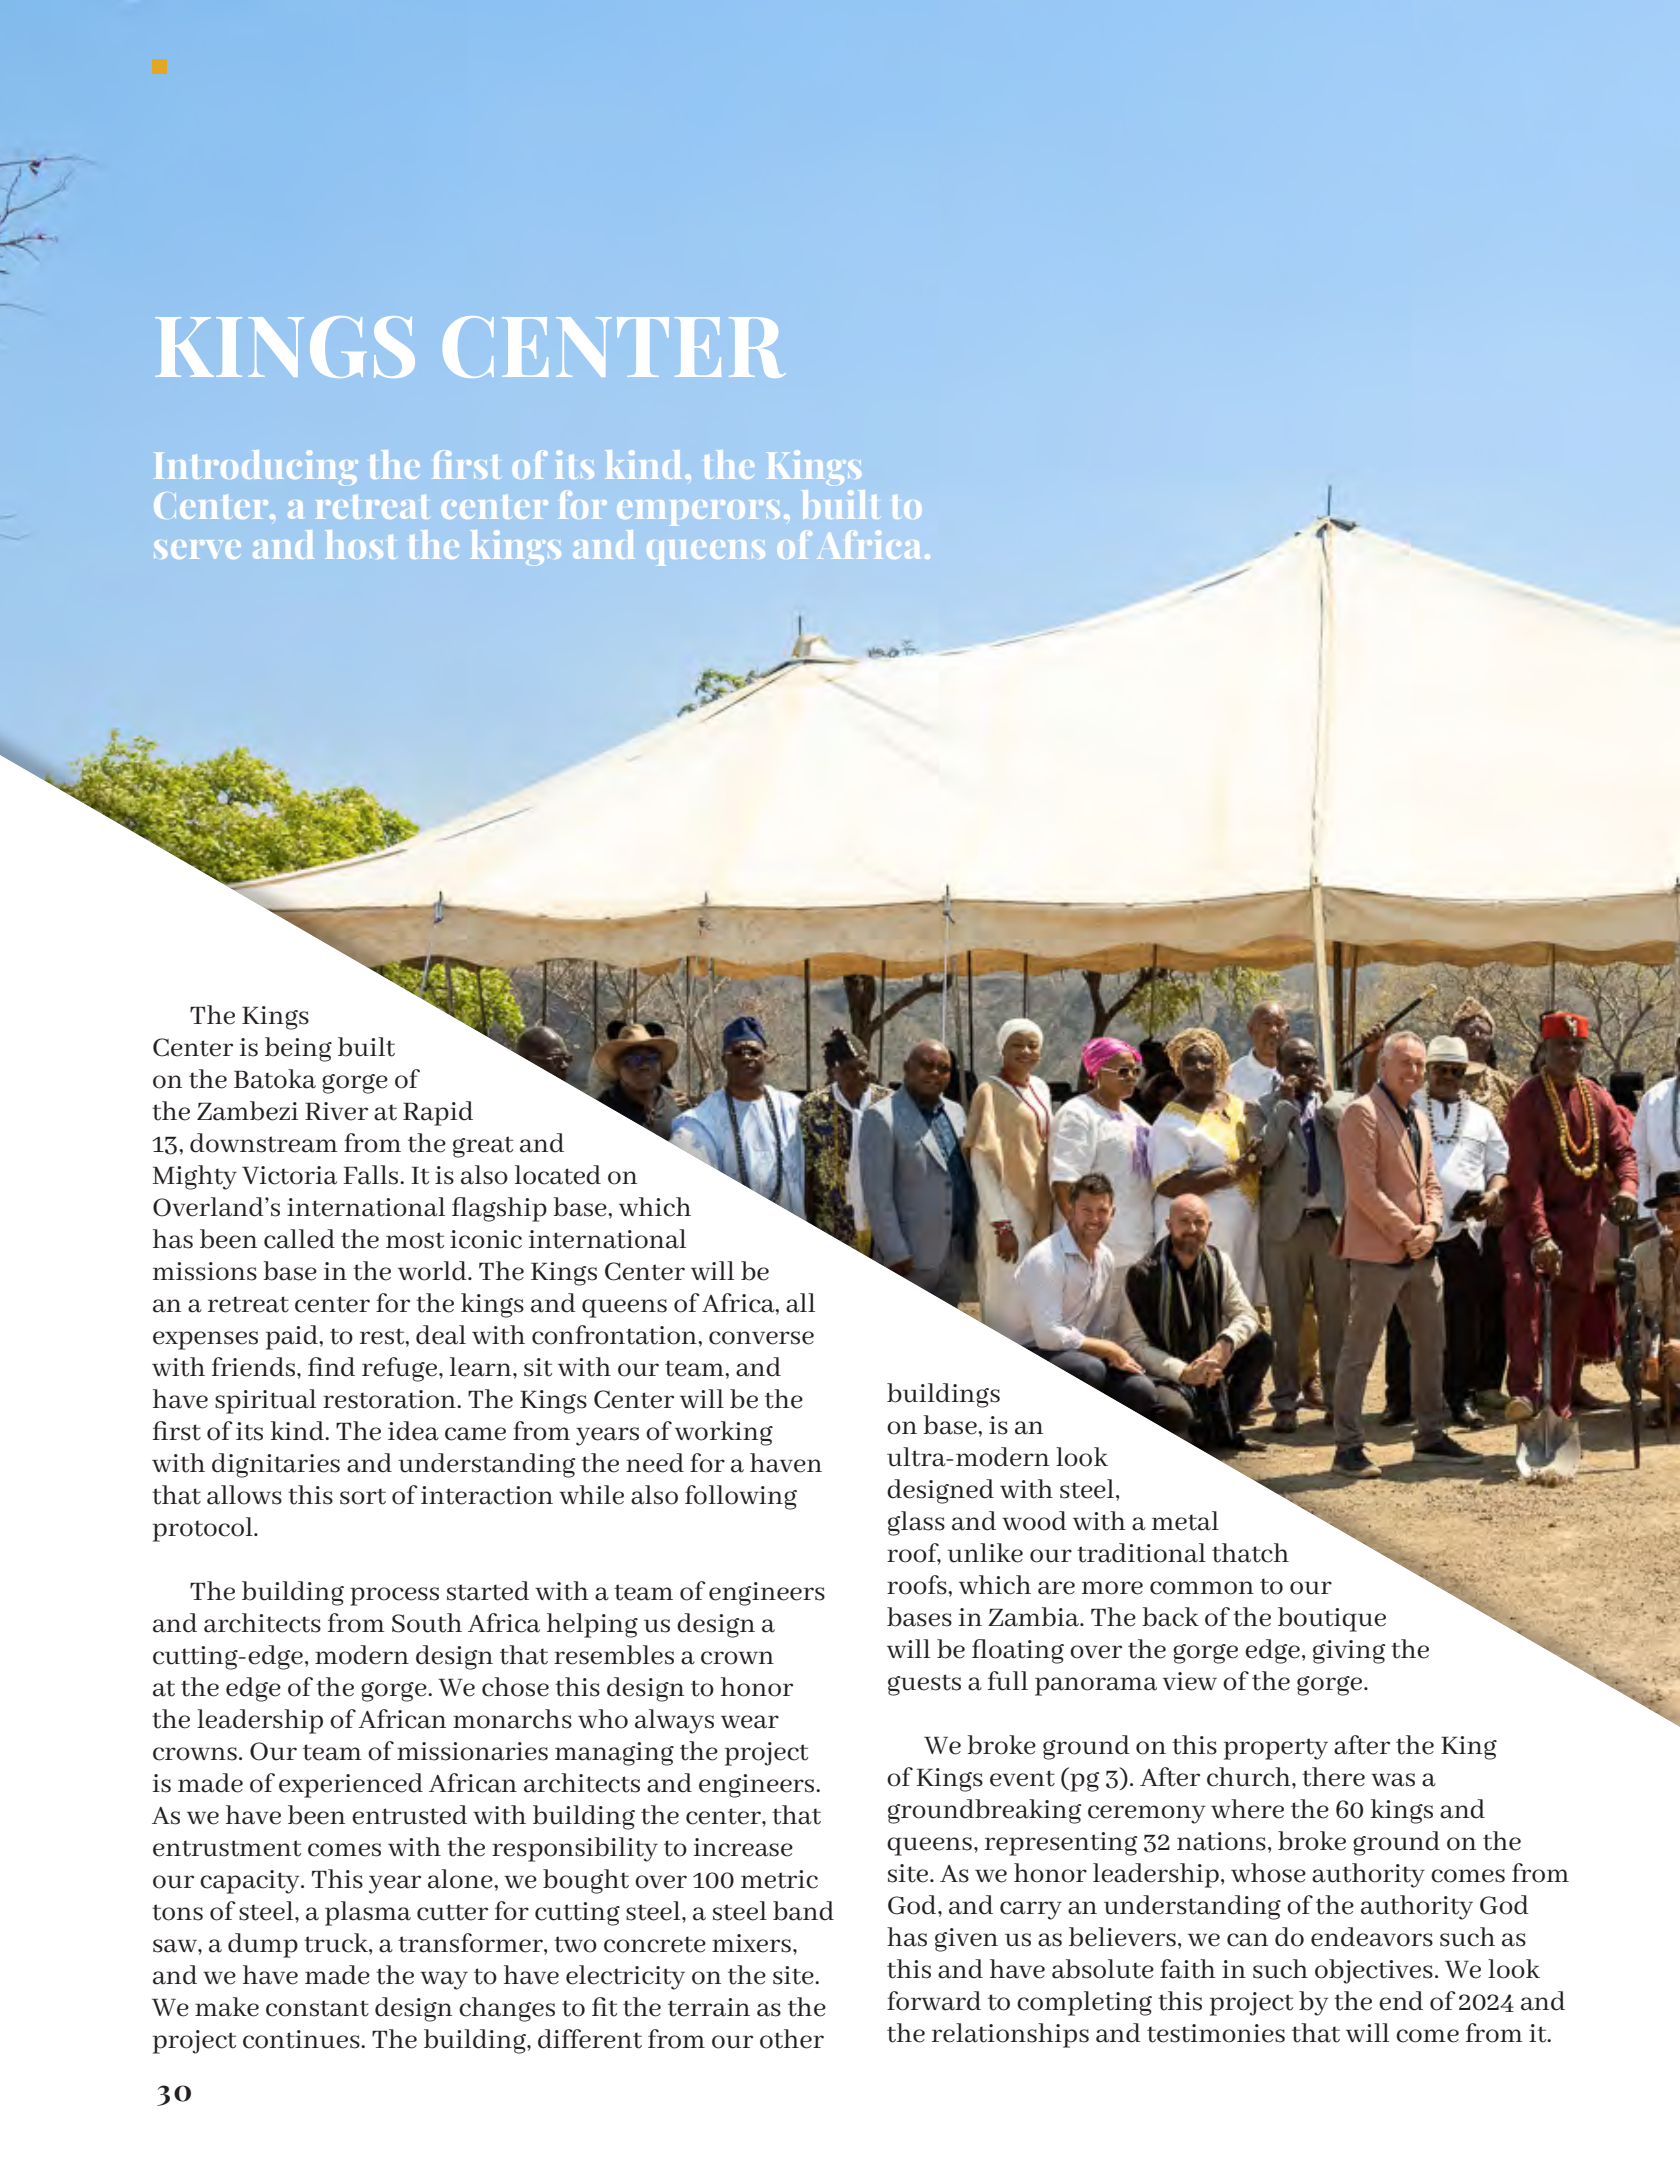 KINGS CENTER
Introducing the first of its kind, the Kings
Center, a retreat center for emperors, built to
serve and host the kings and queens of Africa.
The Kings
Center is being built
on the Batoka gorge of
the Zambezi River at Rapid
13, downstream from the great and
Mighty Victoria Falls. It is also located on
Overland’s international flagship base, which
has been called the most iconic international
missions base in the world. The Kings Center will be
an a retreat center for the kings and queens of Africa, all
expenses paid, to rest, deal with confrontation, converse
with friends, find refuge, learn, sit with our team, and
have spiritual restoration. The Kings Center will be the
first of its kind. The idea came from years of working
with dignitaries and understanding the need for a haven
that allows this sort of interaction while also following
protocol.
The building process started with a team of engineers
and architects from South Africa helping us design a
cutting-edge, modern design that resembles a crown
at the edge of the gorge. We chose this design to honor
the leadership of African monarchs who always wear
crowns. Our team of missionaries managing the project
is made of experienced African architects and engineers.
As we have been entrusted with building the center, that
entrustment comes with the responsibility to increase
our capacity. This year alone, we bought over 100 metric
tons of steel, a plasma cutter for cutting steel, a steel band
saw, a dump truck, a transformer, two concrete mixers,
and we have made the way to have electricity on the site.
We make constant design changes to fit the terrain as the
project continues. The building, different from our other
buildings
on base, is an
ultra-modern look
designed with steel,
glass and wood with a metal
roof, unlike our traditional thatch
roofs, which are more common to our
bases in Zambia. The back of the boutique
will be floating over the gorge edge, giving the
guests a full panorama view of the gorge.
We broke ground on this property after the King
of Kings event (pg 3). After church, there was a
groundbreaking ceremony where the 60 kings and
queens, representing 32 nations, broke ground on the
site. As we honor leadership, whose authority comes from
God, and carry an understanding of the authority God
has given us as believers, we can do endeavors such as
this and have absolute faith in such objectives. We look
forward to completing this project by the end of 2024 and
the relationships and testimonies that will come from it.
30